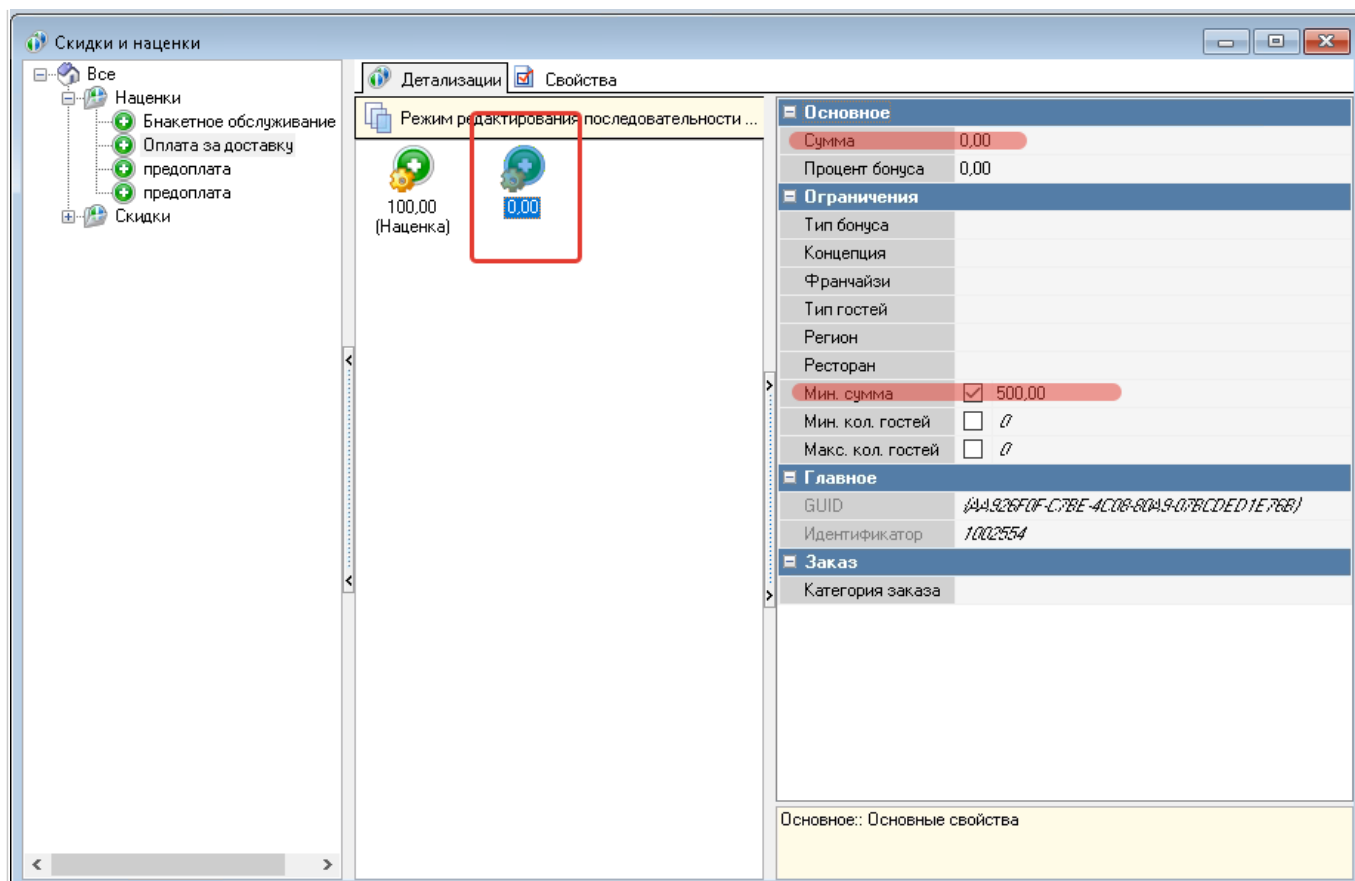 Скидки и наценки
Все
Наценки
Бнакетное обслуживание
Оплата за доставку
предоплата
предоплата
Скидки
Детализации
Свойства
Режим редактирования последовательности ...
100,00
(Наценка)
0,00
Основное
Сумма 0,00
Процент бонуса 0,00
Ограничения
Тип бонуса
Концепция
Франчайзи
Тип гостей
Регион
Ресторан
Мин. сумма 500,00
Мин. кол. гостей 0
Макс. кол. гостей 0
Главное
GUID {AA926F0F-C7BE-4C08-80A9-07BCDED1E76B}
Идентификатор 1002554
Заказ
Категория заказа
Основное:: Основные свойства